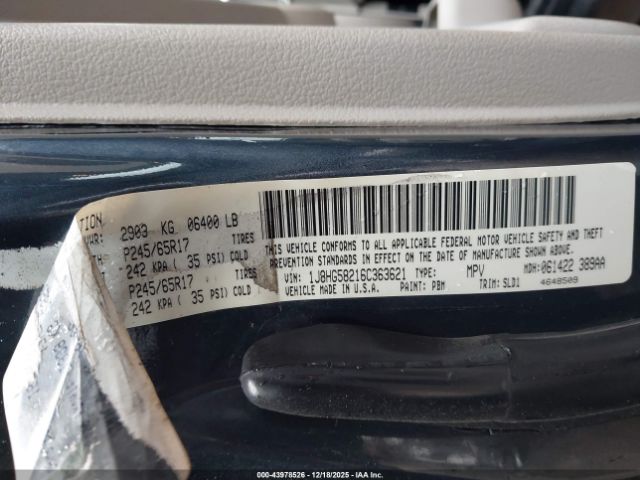 TION
WR: 2903 KG 06400 LB
TH P245/65R17 TIRES
242 KPA ( 35 PSI) COLD
P245/65R17 TIRES
242 KPA ( 35 PSI) COLD
THIS VEHICLE CONFORMS TO ALL APPLICABLE FEDERAL MOTOR VEHICLE SAFETY AND THEFT
PREVENTION STANDARDS IN EFFECT ON THE DATE OF MANUFACTURE SHOWN ABOVE.
VIN: 1J8HG58216C363621 TYPE: MPV MDH: 061422 389AA
VEHICLE MADE IN U.S.A. PAINT: PBM TRIM: SLD1 4648509
000-43978526 - 12/18/2025 - IAA Inc.